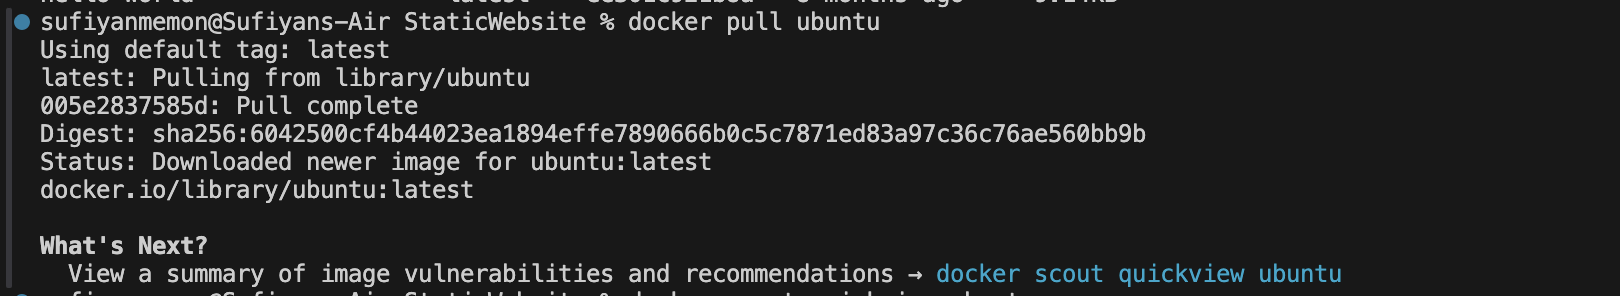 sufiyanmemon@Sufiyans-Air StaticWebsite % docker pull ubuntu
Using default tag: latest
latest: Pulling from library/ubuntu
005e2837585d: Pull complete
Digest: sha256:6042500cf4b44023ea1894effe7890666b0c5c7871ed83a97c36c76ae560bb9b
Status: Downloaded newer image for ubuntu:latest
docker.io/library/ubuntu:latest
What's Next?
View a summary of image vulnerabilities and recommendations → docker scout quickview ubuntu